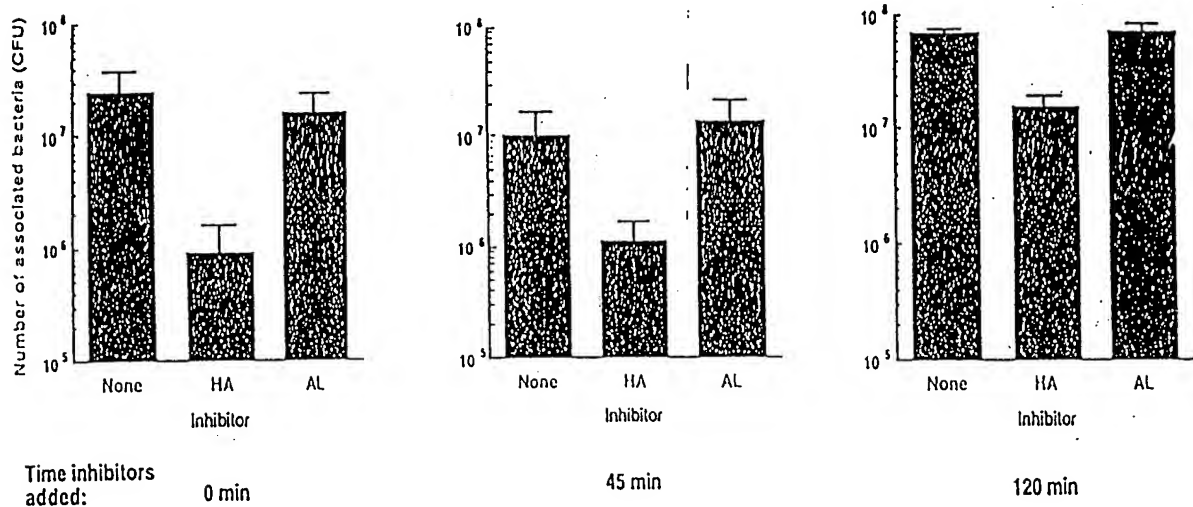 Number of associated bacteria (CFU)
10⁸
10⁷
10⁶
10⁵
None HA AL
Inhibitor
10⁸
10⁷
10⁶
10⁵
None HA AL
Inhibitor
10⁸
10⁷
10⁶
10⁵
None HA AL
Inhibitor
Time inhibitors
added: 0 min 45 min 120 min